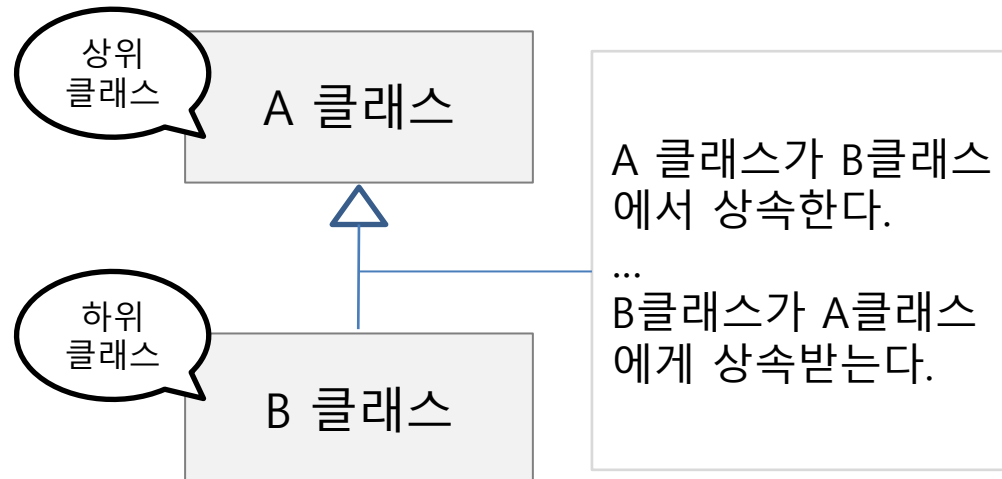 상위
클래스
A 클래스
A 클래스가 B클래스
에서 상속한다.
...
B클래스가 A클래스
에게 상속받는다.
하위
클래스
B 클래스